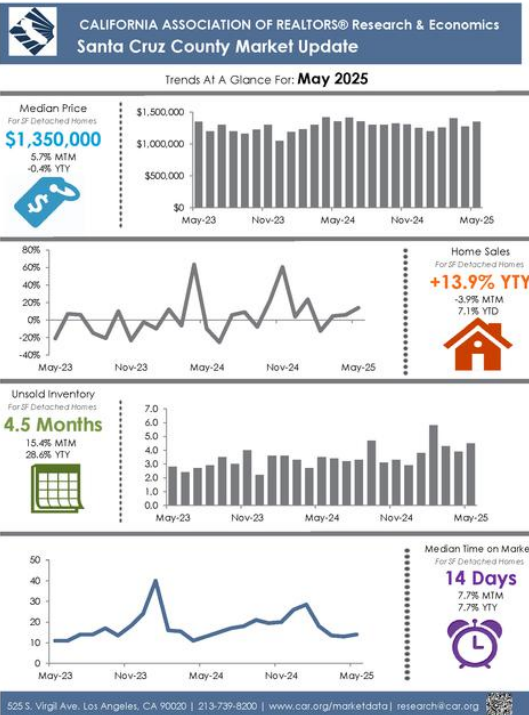 CALIFORNIA ASSOCIATION OF REALTORS® Research & Economics
Santa Cruz County Market Update
Trends At A Glance For: May 2025
Median Price
For SF Detached Homes
$1,350,000
5.7% MTM
-0.4% YTY
$
$1,500,000
$1,000,000
$500,000
$0
May-23 Nov-23 May-24 Nov-24 May-25
80%
60%
40%
20%
0%
-20%
-40%
May-23 Nov-23 May-24 Nov-24 May-25
Home Sales
For SF Detached Homes
+13.9% YTY
-3.9% MTM
7.1% YTD
Unsold Inventory
For SF Detached Homes
4.5 Months
15.4% MTM
28.6% YTY
7.0
6.0
5.0
4.0
3.0
2.0
1.0
0.0
May-23 Nov-23 May-24 Nov-24 May-25
50
40
30
20
10
0
May-23 Nov-23 May-24 Nov-24 May-25
Median Time on Marke
For SF Detached Homes
14 Days
7.7% MTM
7.7% YTY
525 S. Virgil Ave. Los Angeles, CA 90020 | 213-739-8200 | www.car.org/marketdata| research@car.org